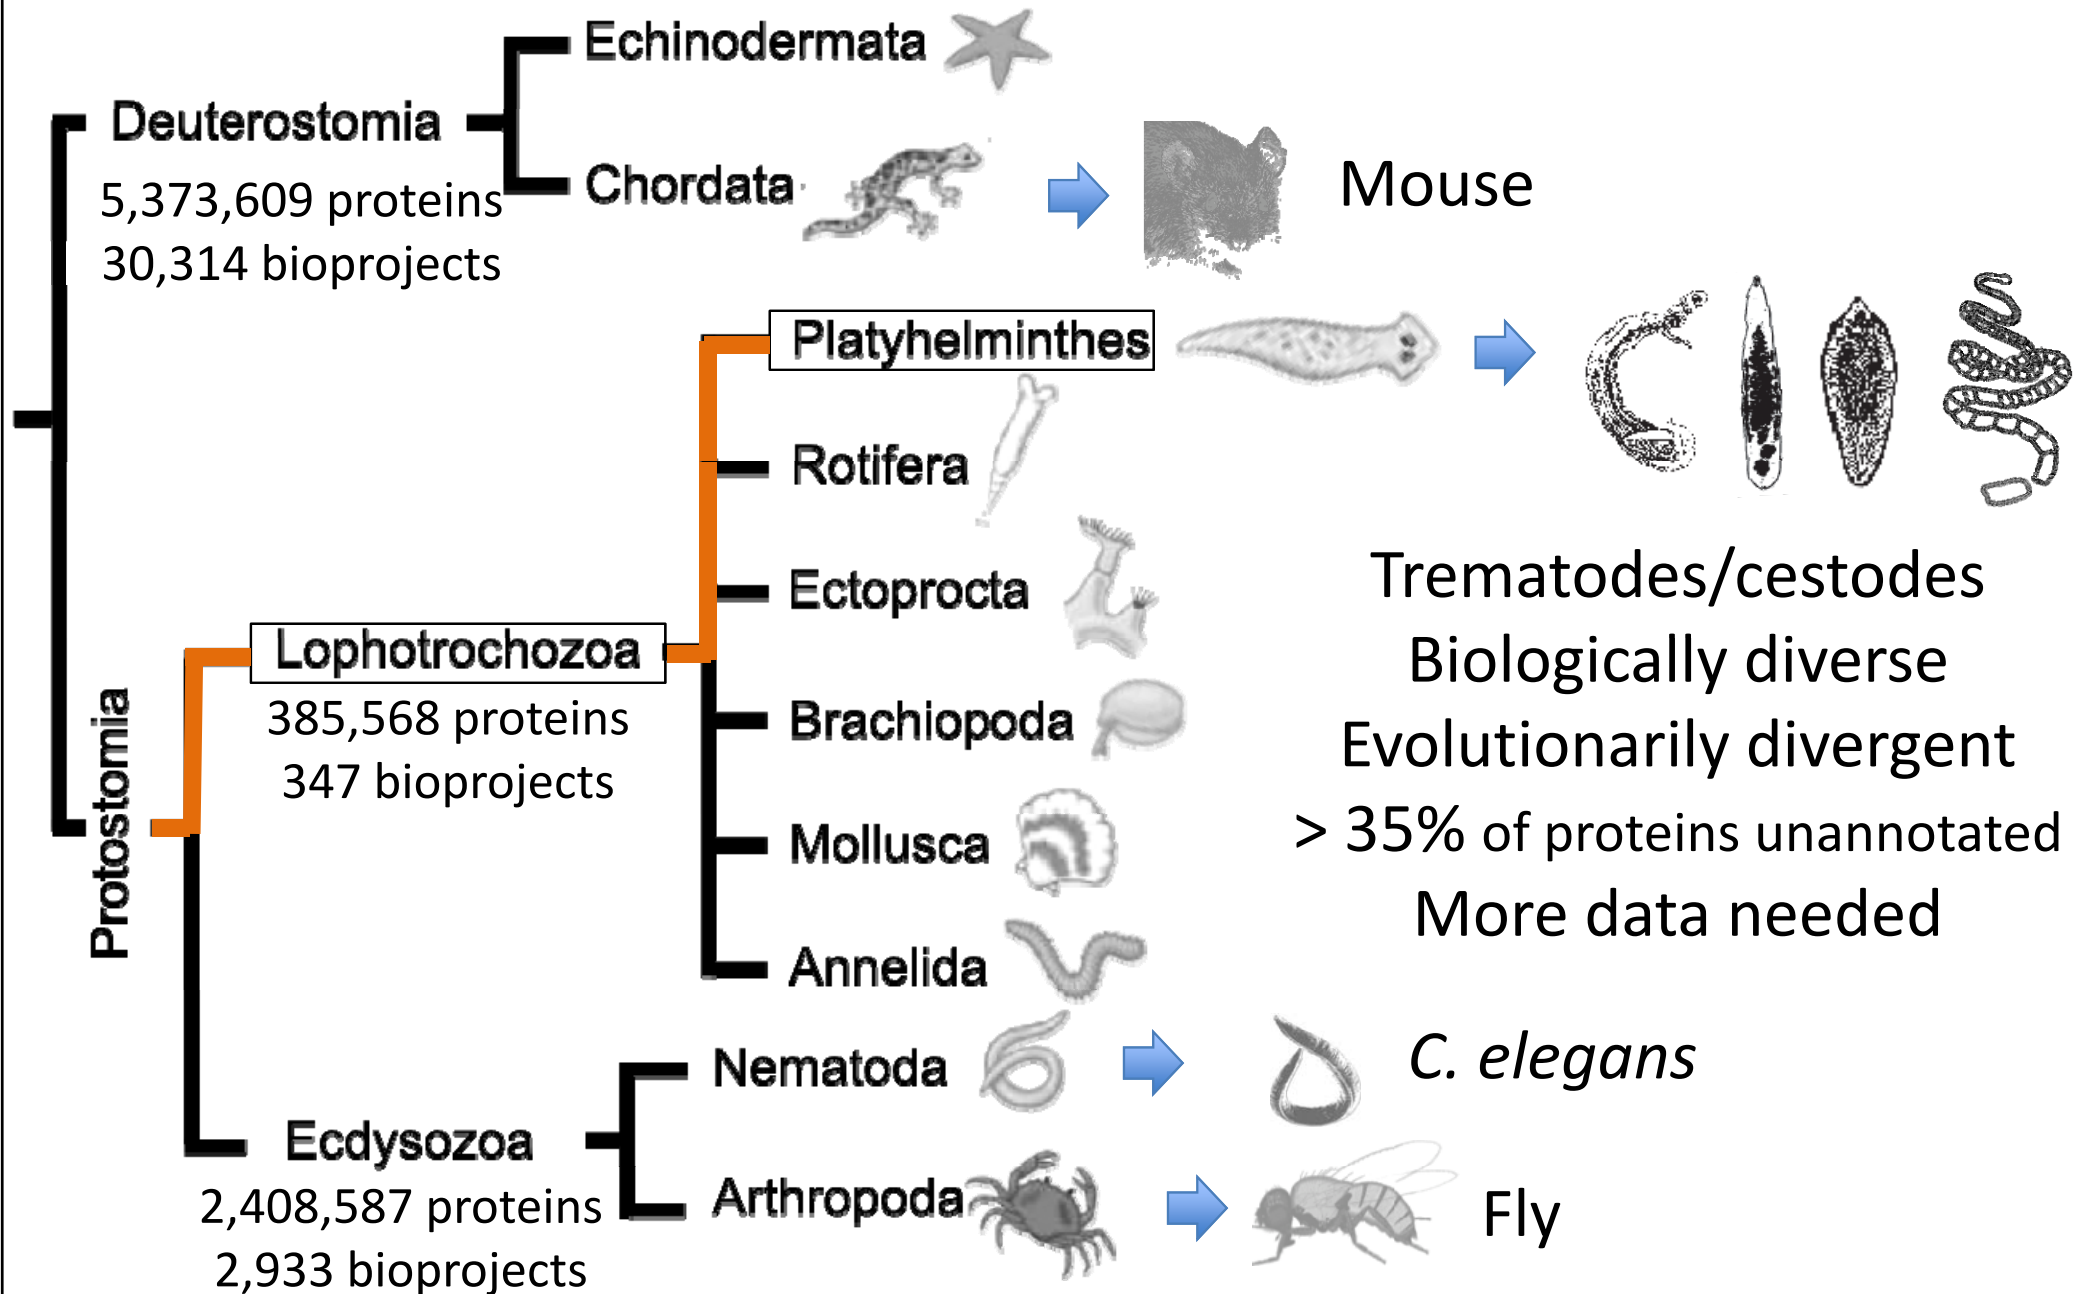 Echinodermata
Deuterostomia
Chordata
Mouse
5,373,609 proteins
30,314 bioprojects
Platyhelminthes
Rotifera
Ectoprocta
Trematodes/cestodes
Biologically diverse
Evolutionarily divergent
> 35% of proteins unannotated
More data needed
Lophotrochozoa
385,568 proteins
347 bioprojects
Brachiopoda
Mollusca
Annelida
Protostomia
Nematoda
C. elegans
Ecdysozoa
2,408,587 proteins
2,933 bioprojects
Arthropoda
Fly